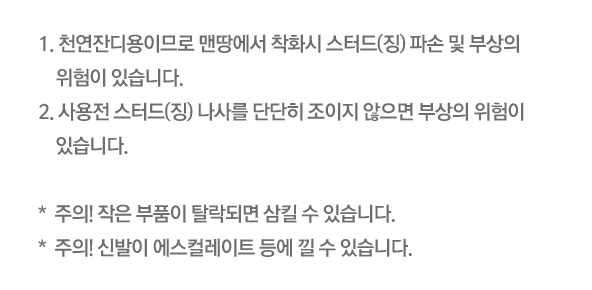 1. 천연잔디용이므로 맨땅에서 착화시 스터드(징) 파손 및 부상의
위험이 있습니다.
2. 사용전 스터드(징) 나사를 단단히 조이지 않으면 부상의 위험이
있습니다.
* 주의! 작은 부품이 탈락되면 삼킬 수 있습니다.
* 주의! 신발이 에스컬레이트 등에 낄 수 있습니다.